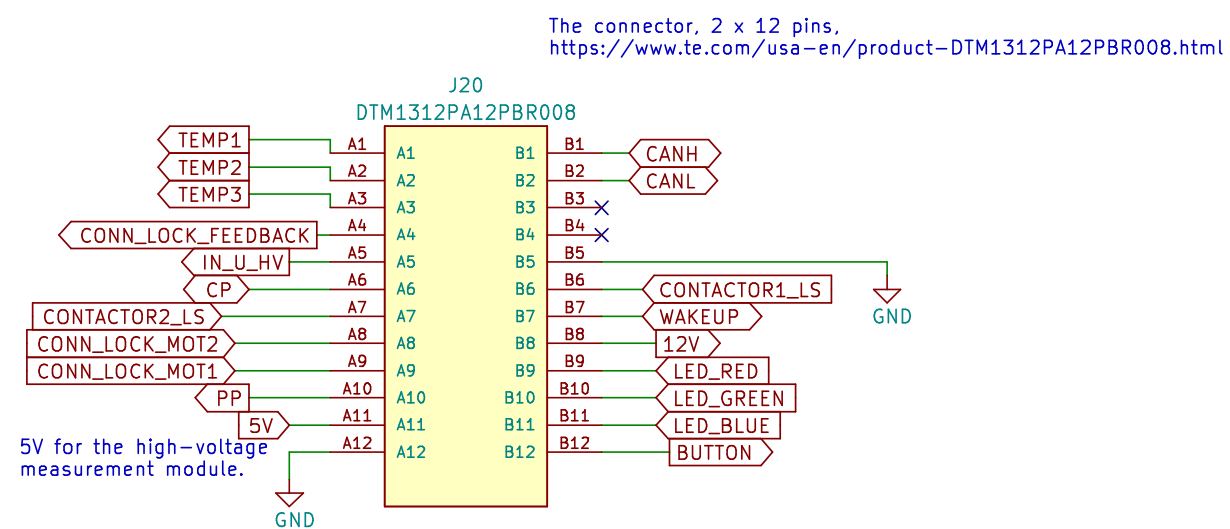 The connector, 2 x 12 pins,
https://www.te.com/usa-en/product-DTM1312PA12PBR008.html
J20
DTM1312PA12PBR008
TEMP1 A1 A1 B1 B1 CANH
TEMP2 A2 A2 B2 B2 CANL
TEMP3 A3 A3 B3 B3
CONN_LOCK_FEEDBACK A4 A4 B4 B4
IN_U_HV A5 A5 B5 B5
CP A6 A6 B6 B6 CONTACTOR1_LS
GND
CONTACTOR2_LS A7 A7 B7 B7 WAKEUP
CONN_LOCK_MOT2 A8 A8 B8 B8 12V
CONN_LOCK_MOT1 A9 A9 B9 B9 LED_RED
PP A10 A10 B10 B10 LED_GREEN
5V A11 A11 B11 B11 LED_BLUE
A12 A12 B12 B12 BUTTON
5V for the high-voltage
measurement module.
GND